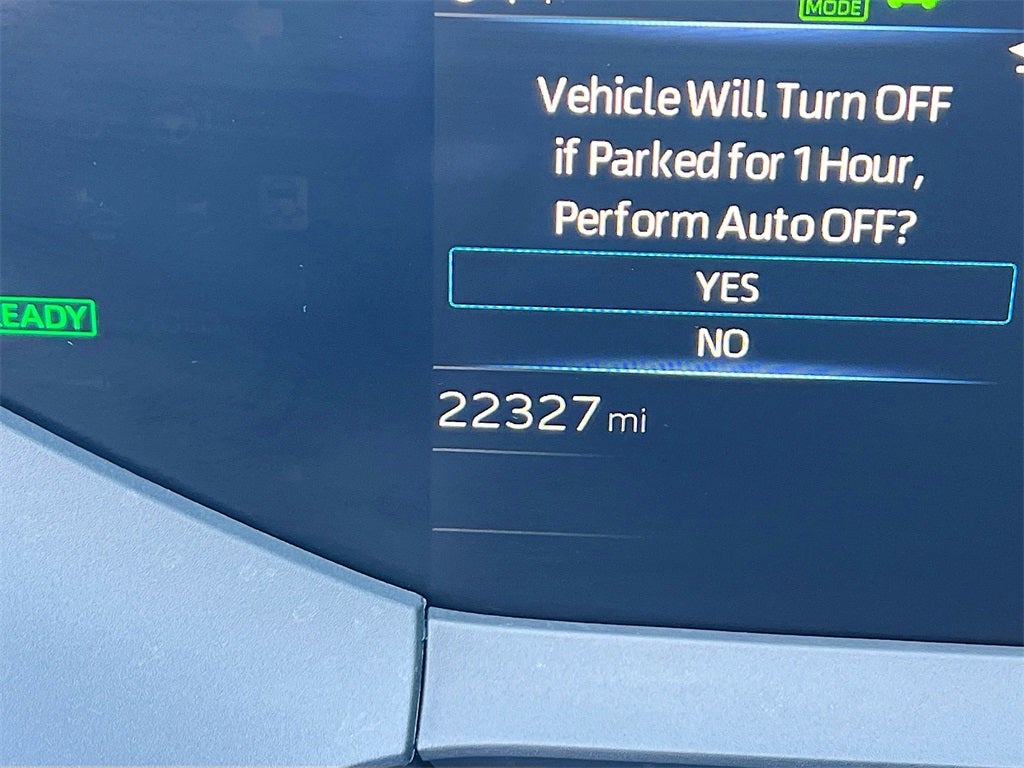 MODE
Vehicle Will Turn OFF
if Parked for 1 Hour,
Perform Auto OFF?
YES
EADY
NO
22327 mi